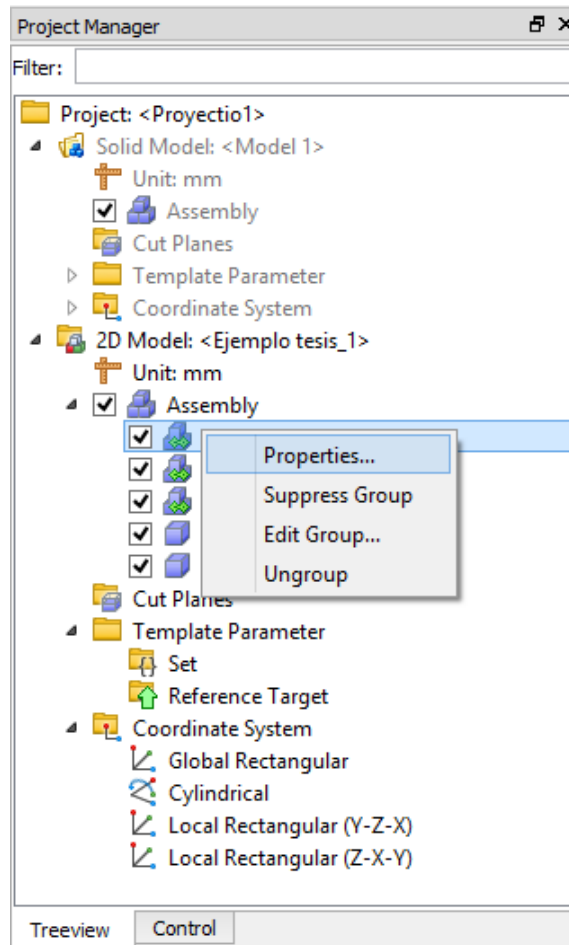 Project Manager
Filter:
Project: <Proyectio1>
Solid Model: <Model 1>
Unit: mm
Assembly
Cut Planes
Template Parameter
Coordinate System
2D Model: <Ejemplo tesis_1>
Unit: mm
Assembly
Properties...
Suppress Group
Edit Group...
Ungroup
Cut Planes
Template Parameter
Set
Reference Target
Coordinate System
Global Rectangular
Cylindrical
Local Rectangular (Y-Z-X)
Local Rectangular (Z-X-Y)
Treeview Control